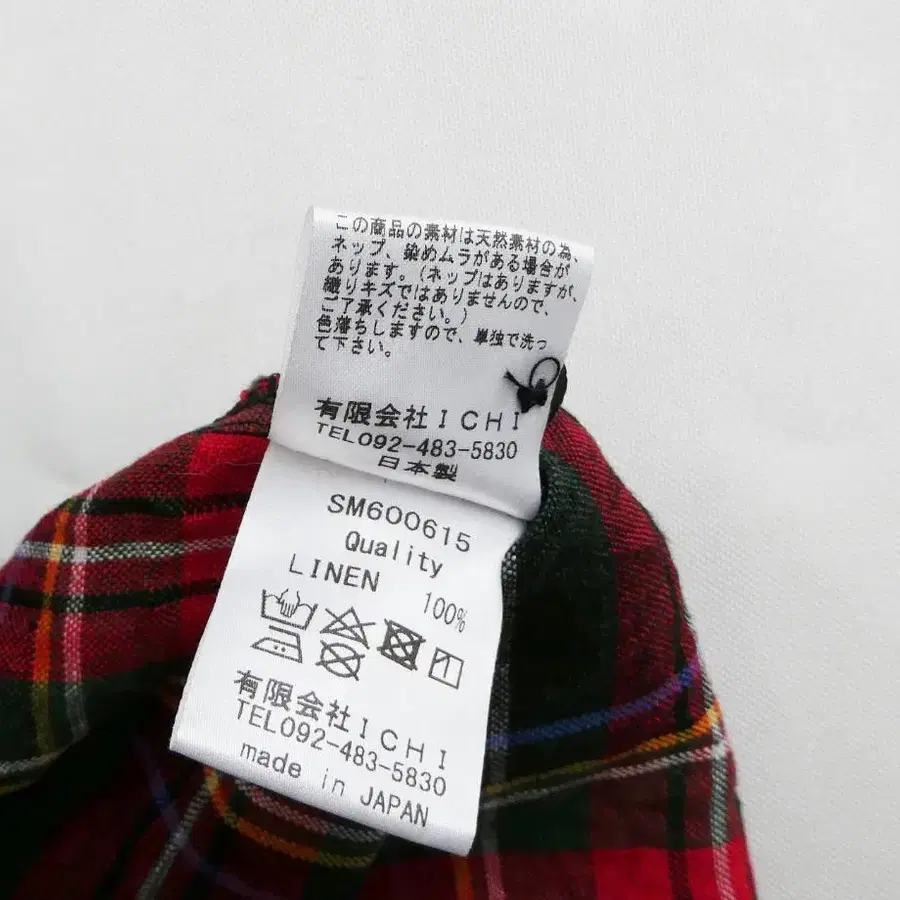 この商品の素材は天然素材の為、
ネップ、染めムラがある場合が
あります。(ネップはありますが、
織りキズではありませんので、
ご了承ください。)
色落ちしますので、単独で洗っ
て下さい。
有限会社ICHI
TEL092-483-5830
日本製
SM600615
Quality
LINEN 100%
有限会社ICHI
TEL092-483-5830
made in JAPAN